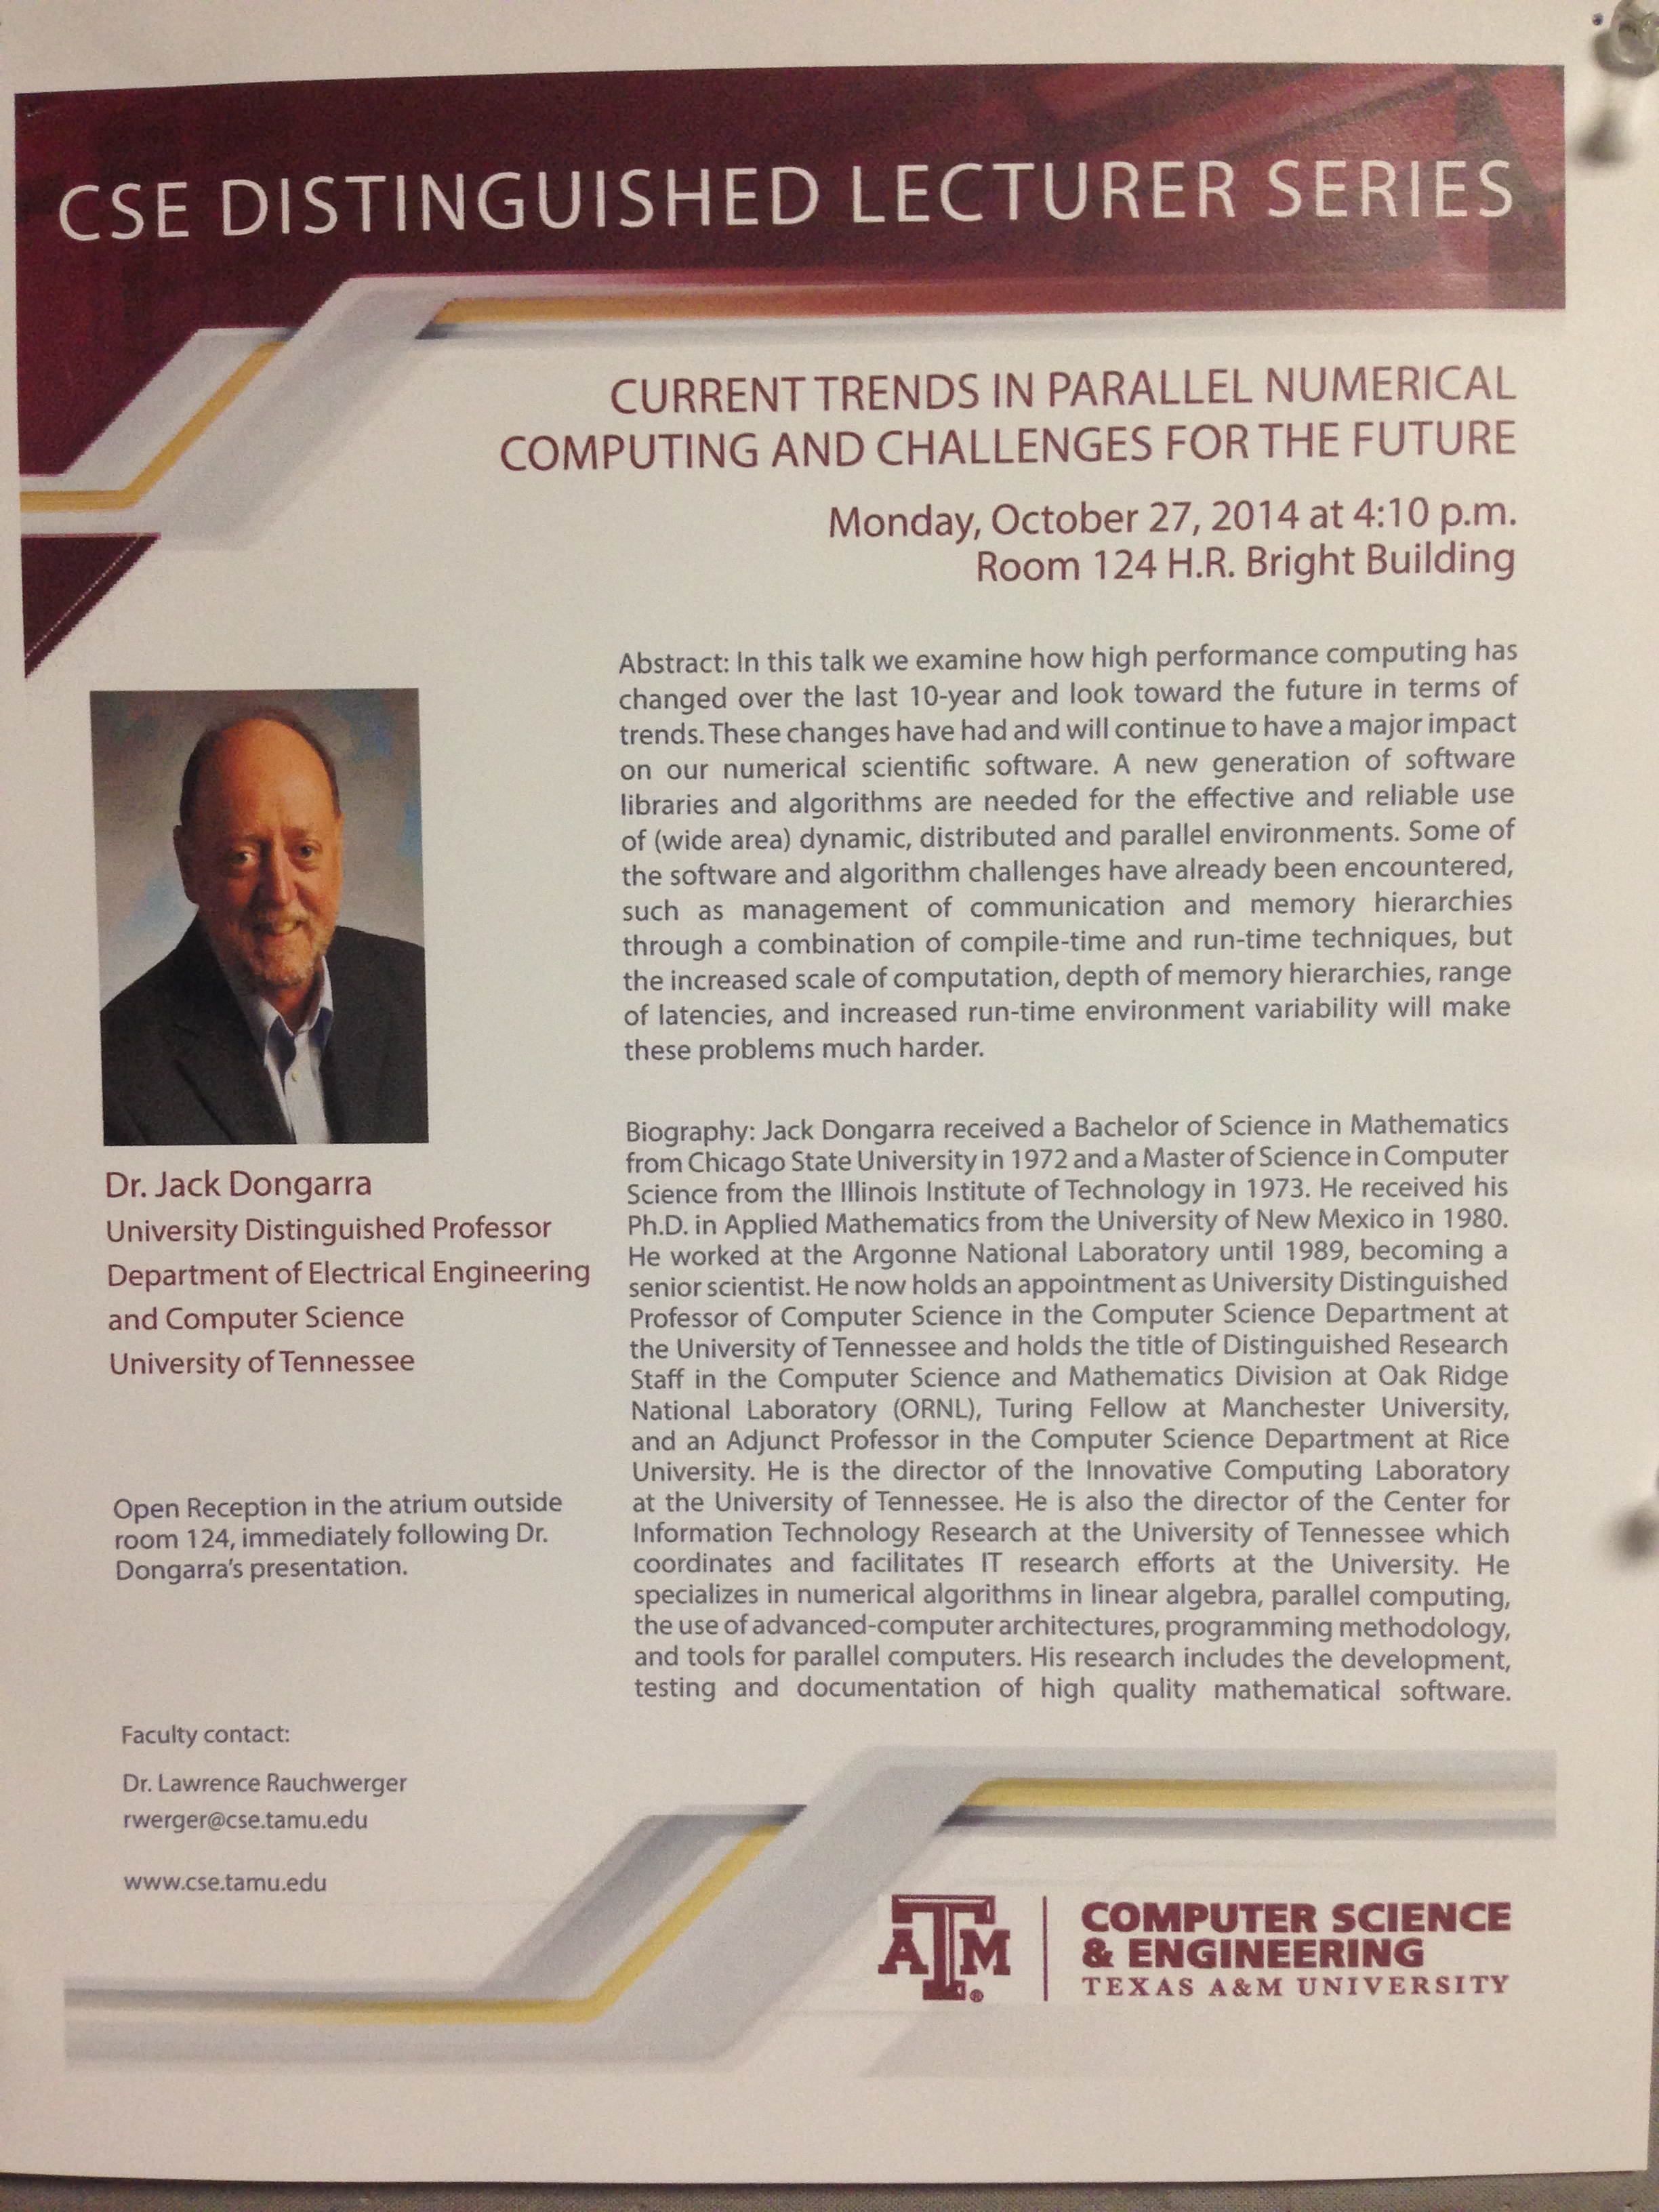 CSE DISTINGUISHED LECTURER SERIES
CURRENT TRENDS IN PARALLEL NUMERICAL
COMPUTING AND CHALLENGES FOR THE FUTURE
Monday, October 27, 2014 at 4:10 p.m.
Room 124 H.R. Bright Building
Abstract: In this talk we examine how high performance computing has
changed over the last 10-year and look toward the future in terms of
trends. These changes have had and will continue to have a major impact
on our numerical scientific software. A new generation of software
libraries and algorithms are needed for the effective and reliable use
of (wide area) dynamic, distributed and parallel environments. Some of
the software and algorithm challenges have already been encountered,
such as management of communication and memory hierarchies
through a combination of compile-time and run-time techniques, but
the increased scale of computation, depth of memory hierarchies, range
of latencies, and increased run-time environment variability will make
these problems much harder.
Dr. Jack Dongarra
University Distinguished Professor
Department of Electrical Engineering
and Computer Science
University of Tennessee
Biography: Jack Dongarra received a Bachelor of Science in Mathematics
from Chicago State University in 1972 and a Master of Science in Computer
Science from the Illinois Institute of Technology in 1973. He received his
Ph.D. in Applied Mathematics from the University of New Mexico in 1980.
He worked at the Argonne National Laboratory until 1989, becoming a
senior scientist. He now holds an appointment as University Distinguished
Professor of Computer Science in the Computer Science Department at
the University of Tennessee and holds the title of Distinguished Research
Staff in the Computer Science and Mathematics Division at Oak Ridge
National Laboratory (ORNL), Turing Fellow at Manchester University,
and an Adjunct Professor in the Computer Science Department at Rice
University. He is the director of the Innovative Computing Laboratory
at the University of Tennessee. He is also the director of the Center for
Information Technology Research at the University of Tennessee which
coordinates and facilitates IT research efforts at the University. He
specializes in numerical algorithms in linear algebra, parallel computing,
the use of advanced-computer architectures, programming methodology,
and tools for parallel computers. His research includes the development,
testing and documentation of high quality mathematical software.
Open Reception in the atrium outside
room 124, immediately following Dr.
Dongarra's presentation.
Faculty contact:
Dr. Lawrence Rauchwerger
rwerger@cse.tamu.edu
www.cse.tamu.edu
ATM®
COMPUTER SCIENCE
& ENGINEERING
TEXAS A&M UNIVERSITY